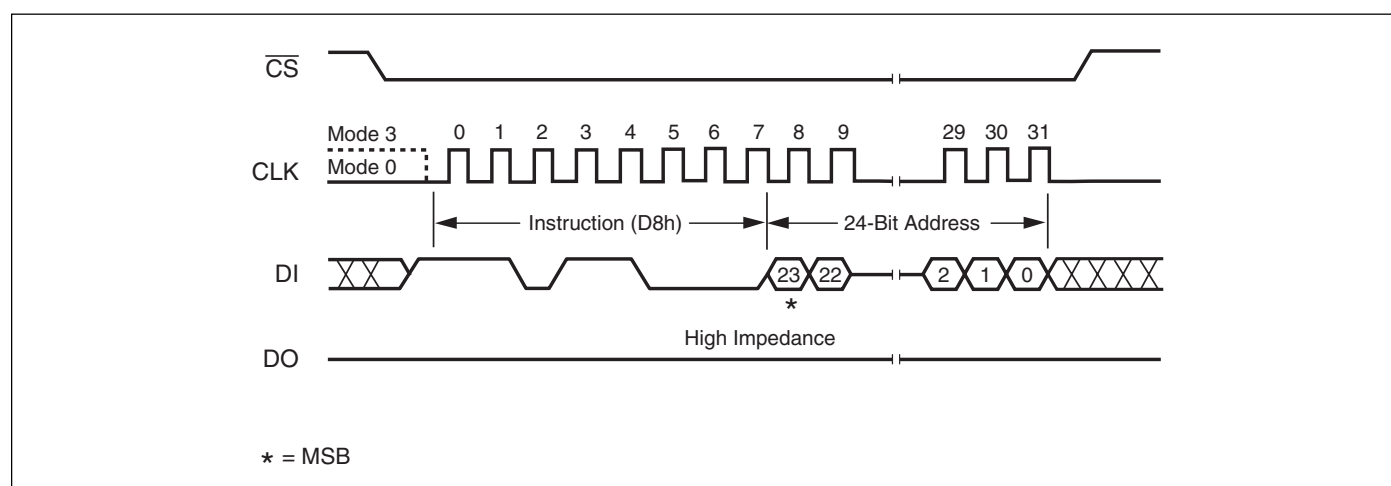 CS
Mode 3
0 1 2 3 4 5 6 7 8 9 29 30 31
CLK
Mode 0
Instruction (D8h)
24-Bit Address
DI
23 22 2 1 0
*
High Impedance
DO
* = MSB